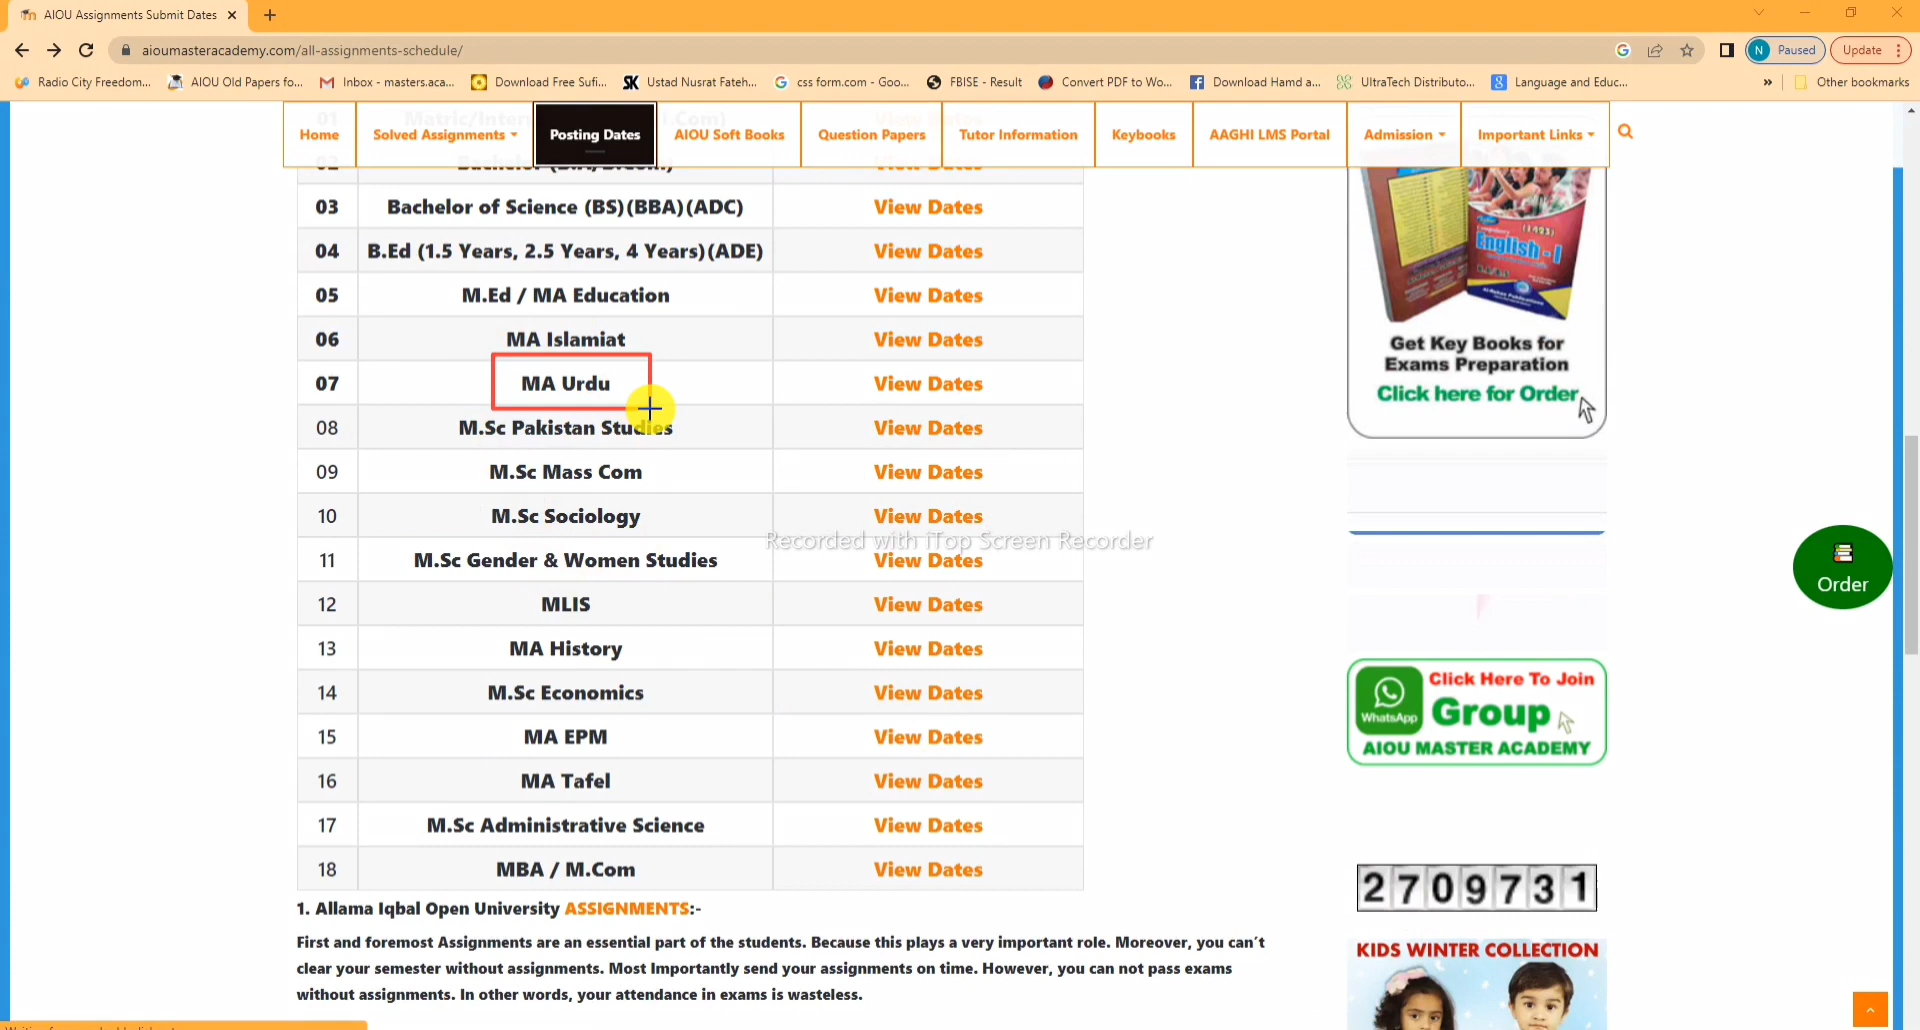 AIOU Assignments Submit Dates
aioumasteracademy.com/all-assignments-schedule/
N Paused
Update
Radio City Freedom...
AIOU Old Papers fo...
Inbox - masters.aca...
Download Free Sufi...
SK Ustad Nusrat Fateh...
css form.com - Goo...
FBISE - Result
Convert PDF to Wo...
Download Hamd a...
UltraTech Distributo...
Language and Educ...
»
Other bookmarks
Home
Solved Assignments
Posting Dates
AIOU Soft Books
Question Papers
Tutor Information
Keybooks
AAGHI LMS Portal
Admission
Important Links
03 Bachelor of Science (BS)(BBA)(ADC) View Dates
04 B.Ed (1.5 Years, 2.5 Years, 4 Years)(ADE) View Dates
05 M.Ed / MA Education View Dates
06 MA Islamiat View Dates
07 MA Urdu View Dates
08 M.Sc Pakistan Studies View Dates
09 M.Sc Mass Com View Dates
10 M.Sc Sociology View Dates
11 M.Sc Gender & Women Studies View Dates
12 MLIS View Dates
13 MA History View Dates
14 M.Sc Economics View Dates
15 MA EPM View Dates
16 MA Tafel View Dates
17 M.Sc Administrative Science View Dates
18 MBA / M.Com View Dates
Recorded with iTop Screen Recorder
1. Allama Iqbal Open University ASSIGNMENTS:-
First and foremost Assignments are an essential part of the students. Because this plays a very important role. Moreover, you can't
clear your semester without assignments. Most Importantly send your assignments on time. However, you can not pass exams
without assignments. In other words, your attendance in exams is wasteless.
(1423)
Compulsory
English-I
Get Key Books for
Exams Preparation
Click here for Order
Order
WhatsApp
Click Here To Join
Group
AIOU MASTER ACADEMY
2709731
KIDS WINTER COLLECTION